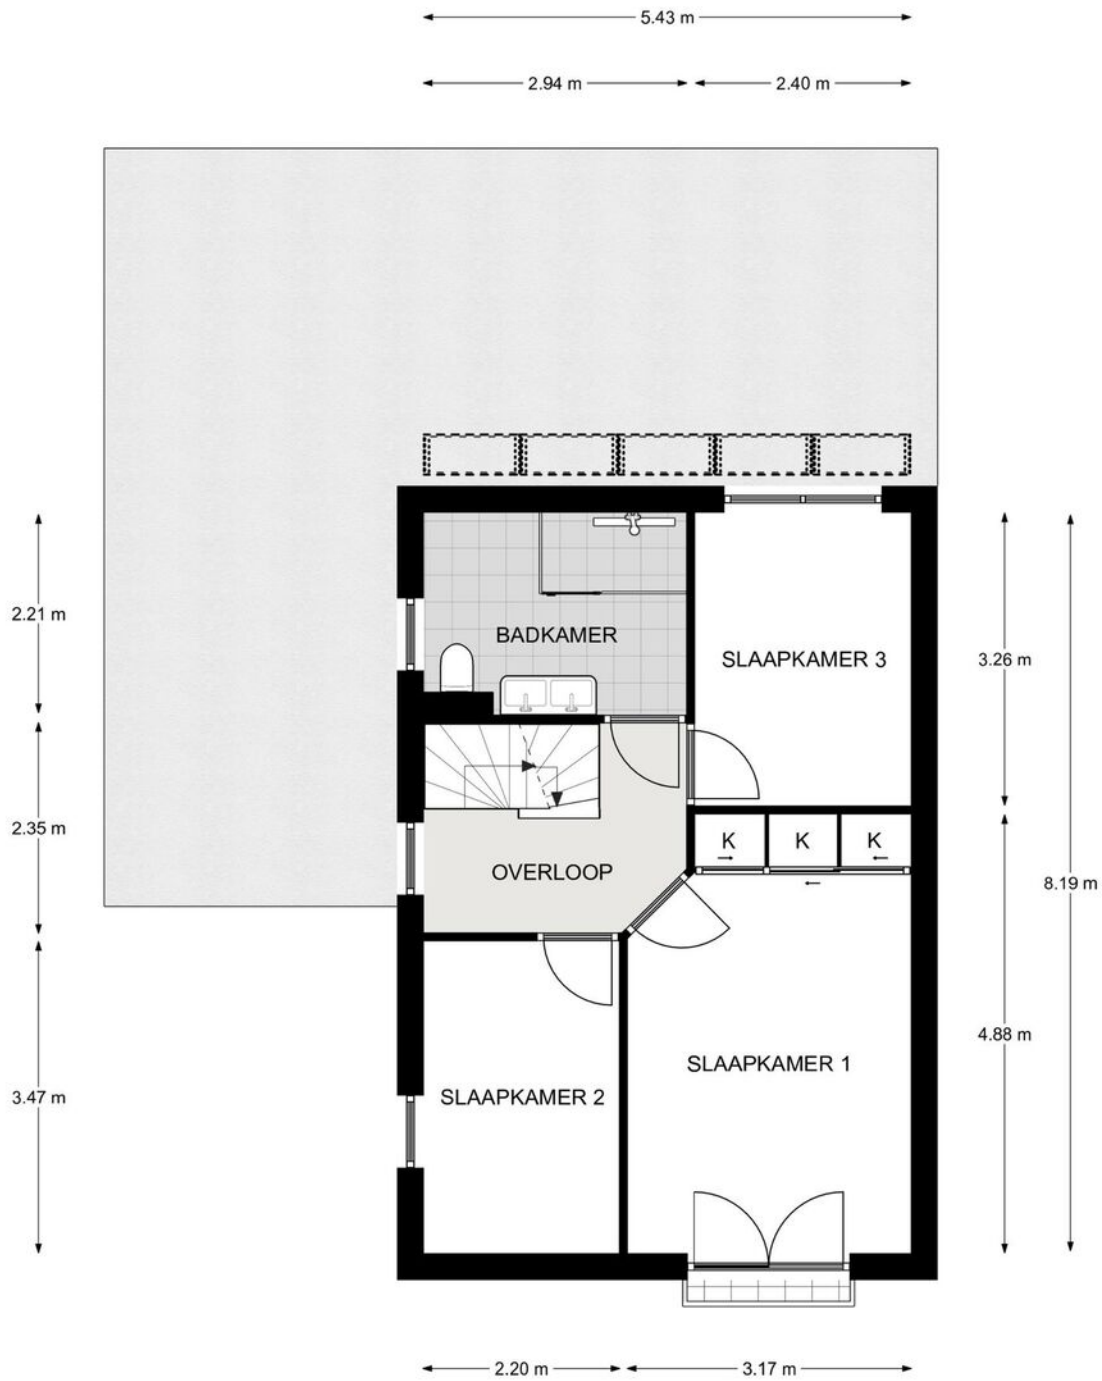 5.43 m
2.94 m
2.40 m
2.21 m
BADKAMER
SLAAPKAMER 3
3.26 m
2.35 m
K
K
K
OVERLOOP
8.19 m
4.88 m
SLAAPKAMER 1
3.47 m
SLAAPKAMER 2
2.20 m
3.17 m